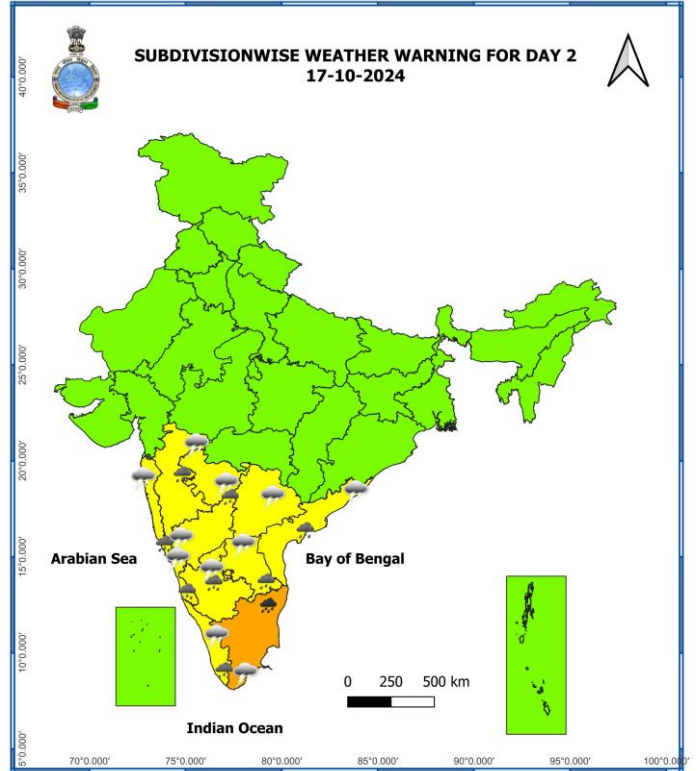 SUBDIVISIONWISE WEATHER WARNING FOR DAY 2
17-10-2024
40°0.000'
35°0.000'
30°0.000'
25°0.000'
20°0.000'
15°0.000'
10°0.000'
5°0.000'
Arabian Sea
Bay of Bengal
0 250 500 km
Indian Ocean
70°0.000' 75°0.000' 80°0.000' 85°0.000' 90°0.000' 95°0.000' 100°0.000'